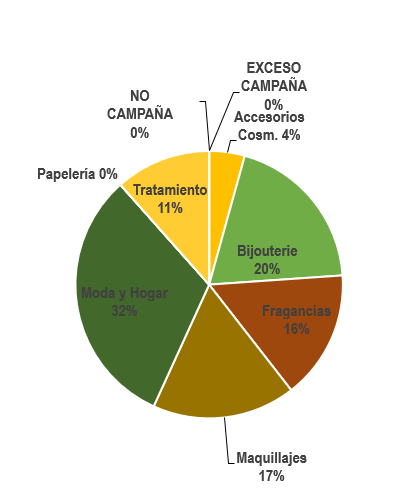 EXCESO
CAMPAÑA
0%
NO
CAMPAÑA
0%
Accesorios
Cosm. 4%
Papelería 0%
Tratamiento
11%
Bijouterie
20%
Moda y Hogar
32%
Fragancias
16%
Maquillajes
17%